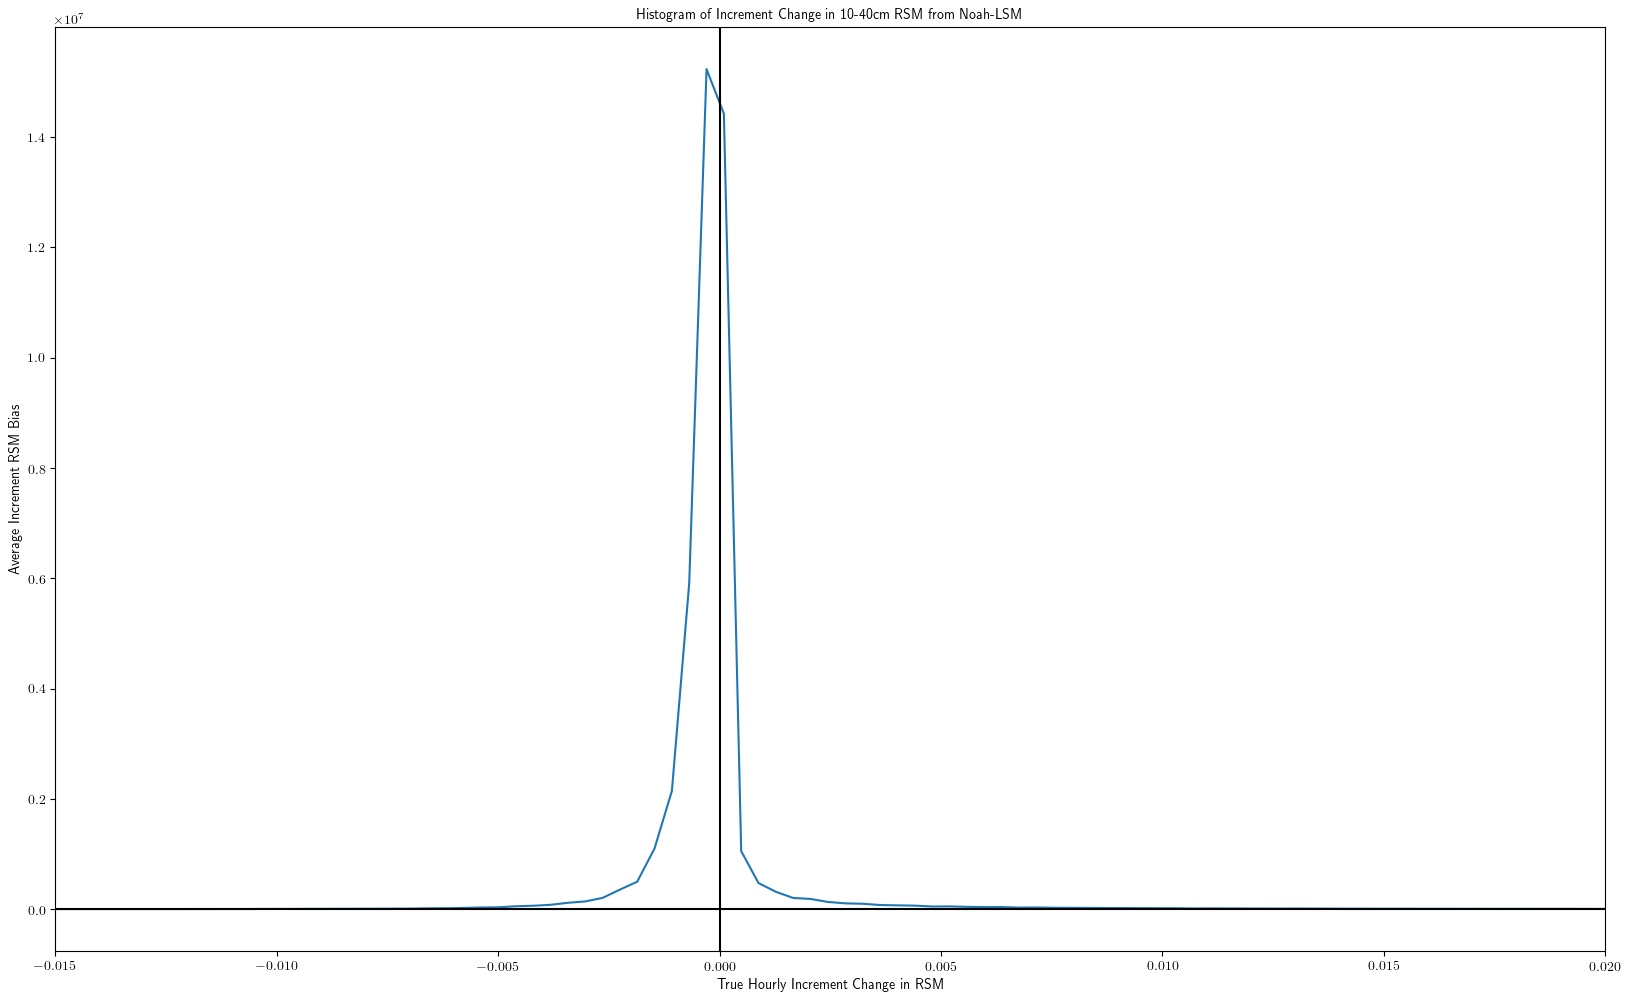 Histogram of Increment Change in 10-40cm RSM from Noah-LSM
×10⁷
1.4
1.2
1.0
0.8
0.6
0.4
0.2
0.0
Average Increment RSM Bias
−0.015 −0.010 −0.005 0.000 0.005 0.010 0.015 0.020
True Hourly Increment Change in RSM